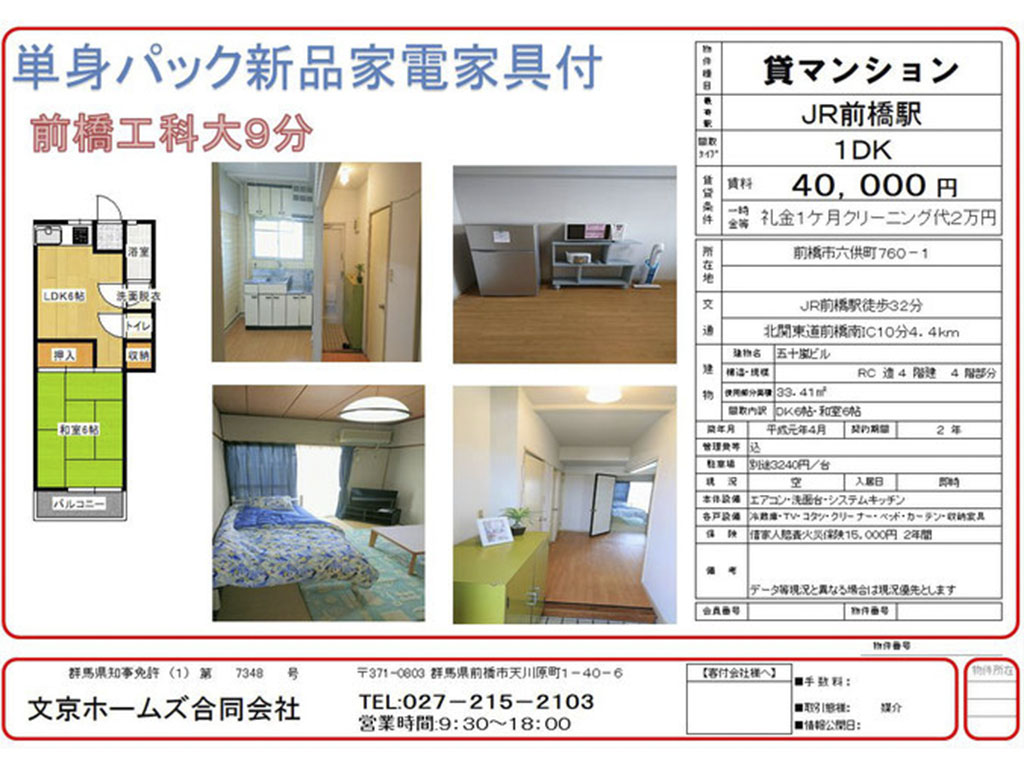 単身パック新品家電家具付
前橋工科大9分
浴室
LDK6帖
洗面脱衣
トイレ
押入
収納
和室6帖
バルコニー
物件種目 貸マンション
最寄駅 JR前橋駅
間取タイプ 1DK
賃貸条件 賃料 40,000円
一時金等 礼金1ケ月クリーニング代2万円
所在地 前橋市六供町760-1
交通 JR前橋駅徒歩32分
北関東道前橋南IC10分4.4km
建物 建物名 五十嵐ビル
構造・規模 RC 造 4 階建 4 階部分
使用部分面積 33.41㎡
間取内訳 DK6帖・和室6帖
築年月 平成元年4月 契約期間 2 年
管理費等 込
駐車場 別途3240円/台
現況 空 入居日 即時
本体設備 エアコン・洗面台・システムキッチン
各戸設備 冷蔵庫・TV・コタツ・クリーナー・ベッド・カーテン・収納家具
保険 借家人賠責火災保険15,000円 2年間
備考 データ等現況と異なる場合は現況優先とします
会員番号 物件番号
物件番号
群馬県知事免許(1)第 7348 号
文京ホームズ合同会社
〒371-0803 群馬県前橋市天川原町1-40-6
TEL:027-215-2103
営業時間:9:30〜18:00
【客付会社様へ】
■手数料:
■取引態様: 媒介
■情報公開日:
物件所在